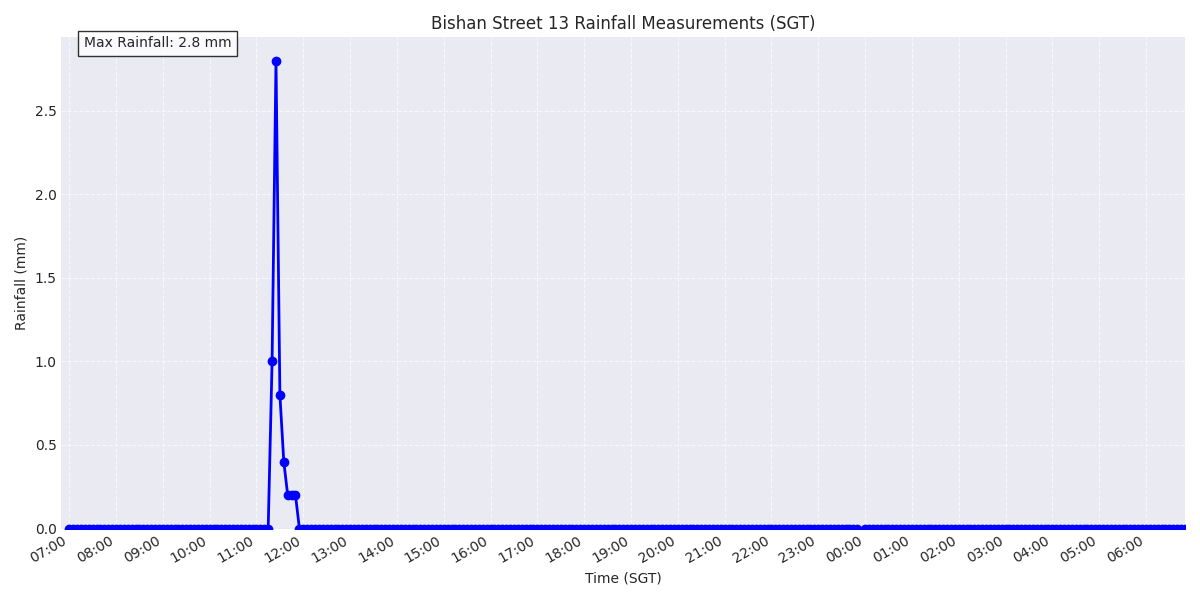 Bishan Street 13 Rainfall Measurements (SGT)
Max Rainfall: 2.8 mm
Rainfall (mm)
2.5
2.0
1.5
1.0
0.5
0.0
07:00 08:00 09:00 10:00 11:00 12:00 13:00 14:00 15:00 16:00 17:00 18:00 19:00 20:00 21:00 22:00 23:00 00:00 01:00 02:00 03:00 04:00 05:00 06:00
Time (SGT)